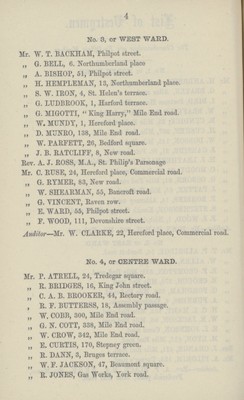 4
No. 3, or WEST WARD.
Mr. W. T. BACKHAM, Philpot street.
„ G. BELL, 6, Northumberland place
„ A. BISHOP, 51, Philpot street.
„ H. HEMPLEMAN, 13, Northumberland place.
„ S. W. IRON, 4, St. Helen's terrace.
„ G. LUDBROOK, 1, Harford terrace.
„ G. MIGOTTI, " King Harry," Mile End road.
„ W. MUNDY, 1, Hereford place.
„ D. MUNRO, 138, Mile End road.
„ W. PARFETT, 26, Bedford square.
„ J. B. RATCLIFF, 8, New road.
Rev. A. J. ROSS, M.A., St. Philip's Parsonage
Mr. C. RUSE, 24, Hereford place, Commercial road.
„ G. RYMER, 83, New road.
„ W. SHEARMAN, 35, Bancroft road.
„ G. VINCENT, Raven row.
„ E. WARD, 55, Philpot street.
„ F. WOOD, 111, Devonshire street.
Auditor—Mr. W. CLARKE, 22, Hereford place, Commercial road.
No. 4, or CENTRE WARD.
Mr. P. ATRELL, 24, Tredegar square.
„ R. BRIDGES, 16, King John street.
„ C. A. B. BROOKER, 44, Rectory road.
„ R. F. BUTTERSS, 18, Assembly passage.
„ W. COBB, 300, Mile End road.
„ G. N. COTT, 338, Mile End road.
„ W. CROW, 342, Mile End road.
„ E. CURTIS, 170, Stepney green.
„ R. DANN, 3, Bruges terrace.
„ W. F. JACKSON, 47, Beaumont square.
„ R. JONES, Gas Works, York road.